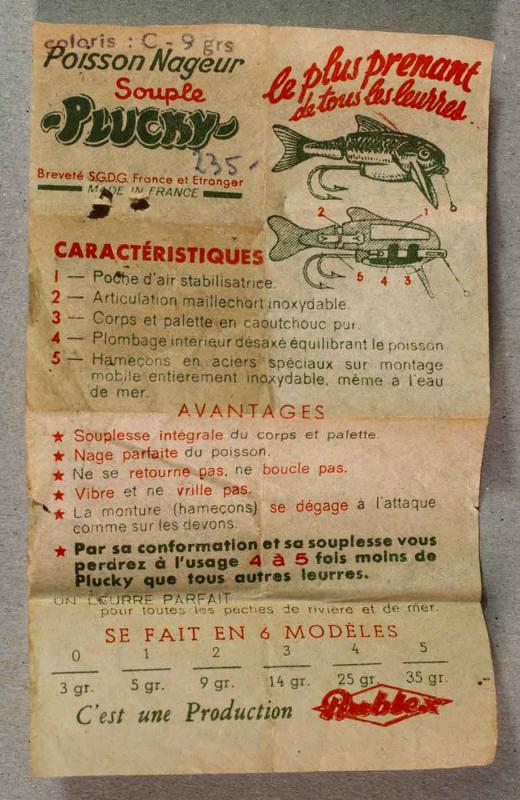 coloris : C - 9 grs
Poisson Nageur
Souple
PLUCKY
235.-
Breveté S.G.D.G. France et Etranger
MADE IN FRANCE
le plus prenant
de tous les leurres
2
1
5 4 3
CARACTÉRISTIQUES
1 — Poche d'air stabilisatrice.
2 — Articulation maillechort inoxydable.
3 — Corps et palette en caoutchouc pur.
4 — Plombage intérieur désaxé équilibrant le poisson
5 — Hameçons en aciers spéciaux sur montage
mobile entièrement inoxydable, même à l'eau
de mer.
AVANTAGES
★ Souplesse intégrale du corps et palette.
★ Nage parfaite du poisson.
★ Ne se retourne pas, ne boucle pas.
★ Vibre et ne vrille pas.
★ La monture (hameçons) se dégage à l'attaque
comme sur les devons.
★ Par sa conformation et sa souplesse vous
perdrez à l'usage 4 à 5 fois moins de
Plucky que tous autres leurres.
UN LEURRE PARFAIT
pour toutes les pêches de rivière et de mer.
SE FAIT EN 6 MODÈLES
0 1 2 3 4 5
3 gr. 5 gr. 9 gr. 14 gr. 25 gr. 35 gr.
C'est une Production Rublex